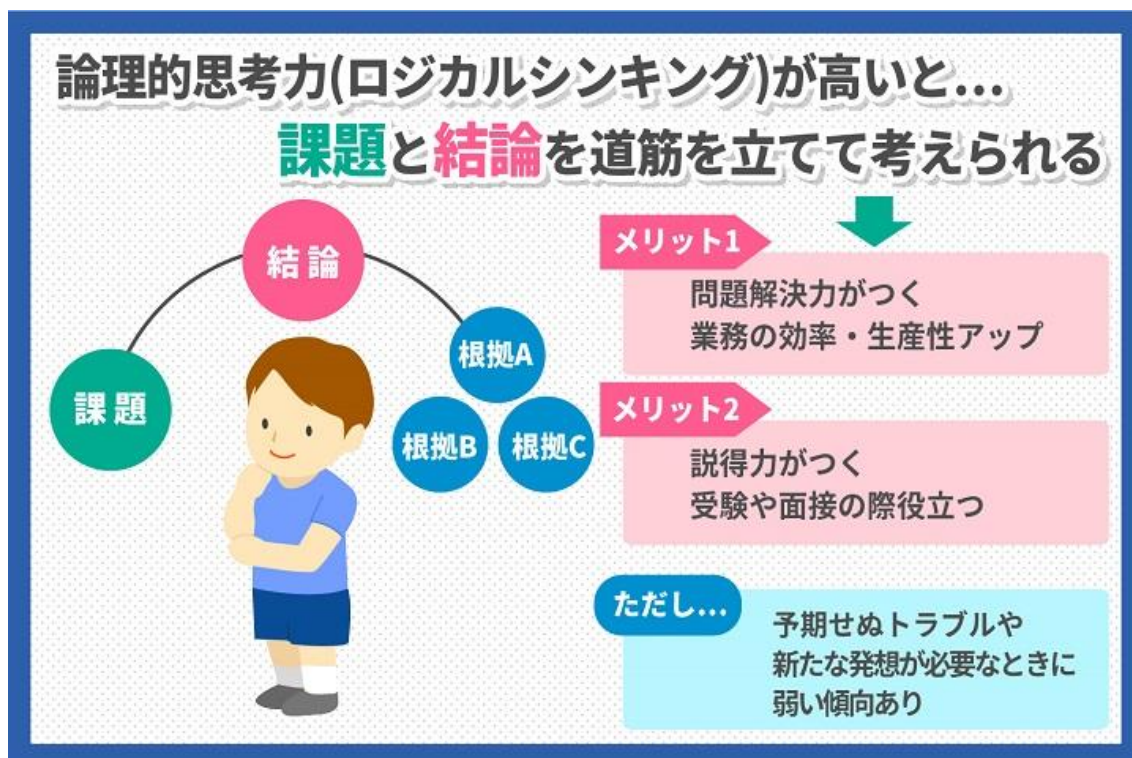 論理的思考力(ロジカルシンキング)が高いと...
課題と結論を道筋を立てて考えられる
結論
課題
根拠A
根拠B
根拠C
メリット1
問題解決力がつく
業務の効率・生産性アップ
メリット2
説得力がつく
受験や面接の際役立つ
ただし...
予期せぬトラブルや
新たな発想が必要なときに
弱い傾向あり